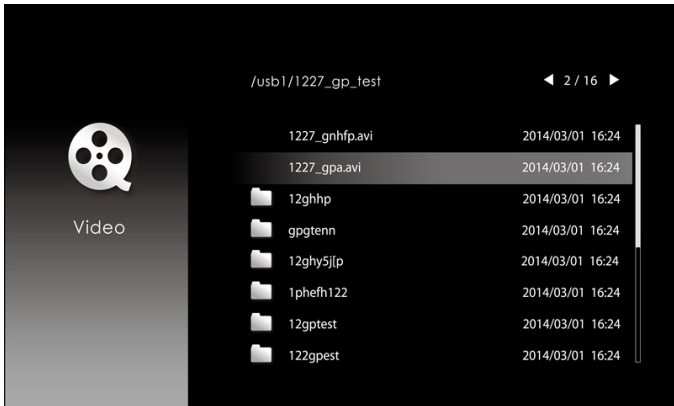 /usb1/1227_gp_test ◀ 2 / 16 ▶
1227_gnhfp.avi 2014/03/01 16:24
1227_gpa.avi 2014/03/01 16:24
12ghhp 2014/03/01 16:24
Video
gpgtenn 2014/03/01 16:24
12ghy5j[p 2014/03/01 16:24
1phefh122 2014/03/01 16:24
12gptest 2014/03/01 16:24
122gpest 2014/03/01 16:24